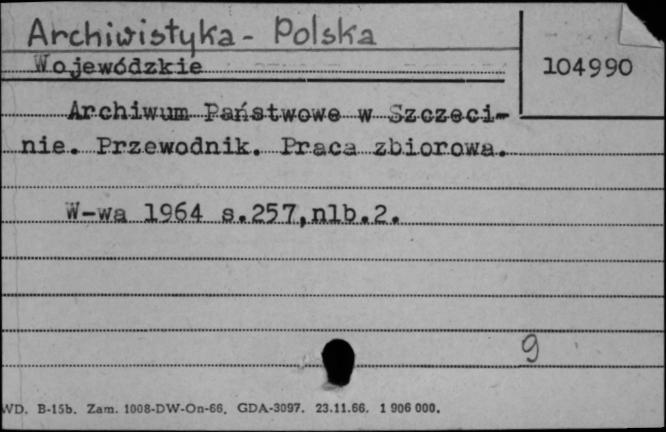 Archiwistyka - Polska
Wojewódzkie
104990
Archiwum Państwowe w Szczeci-
nie. Przewodnik. Praca zbiorowa.
W-wa 1964 s.257,nlb.2.
9
WD. B-15b. Zam. 1008-DW-On-66. GDA-3097. 23.11.66. 1 906 000.